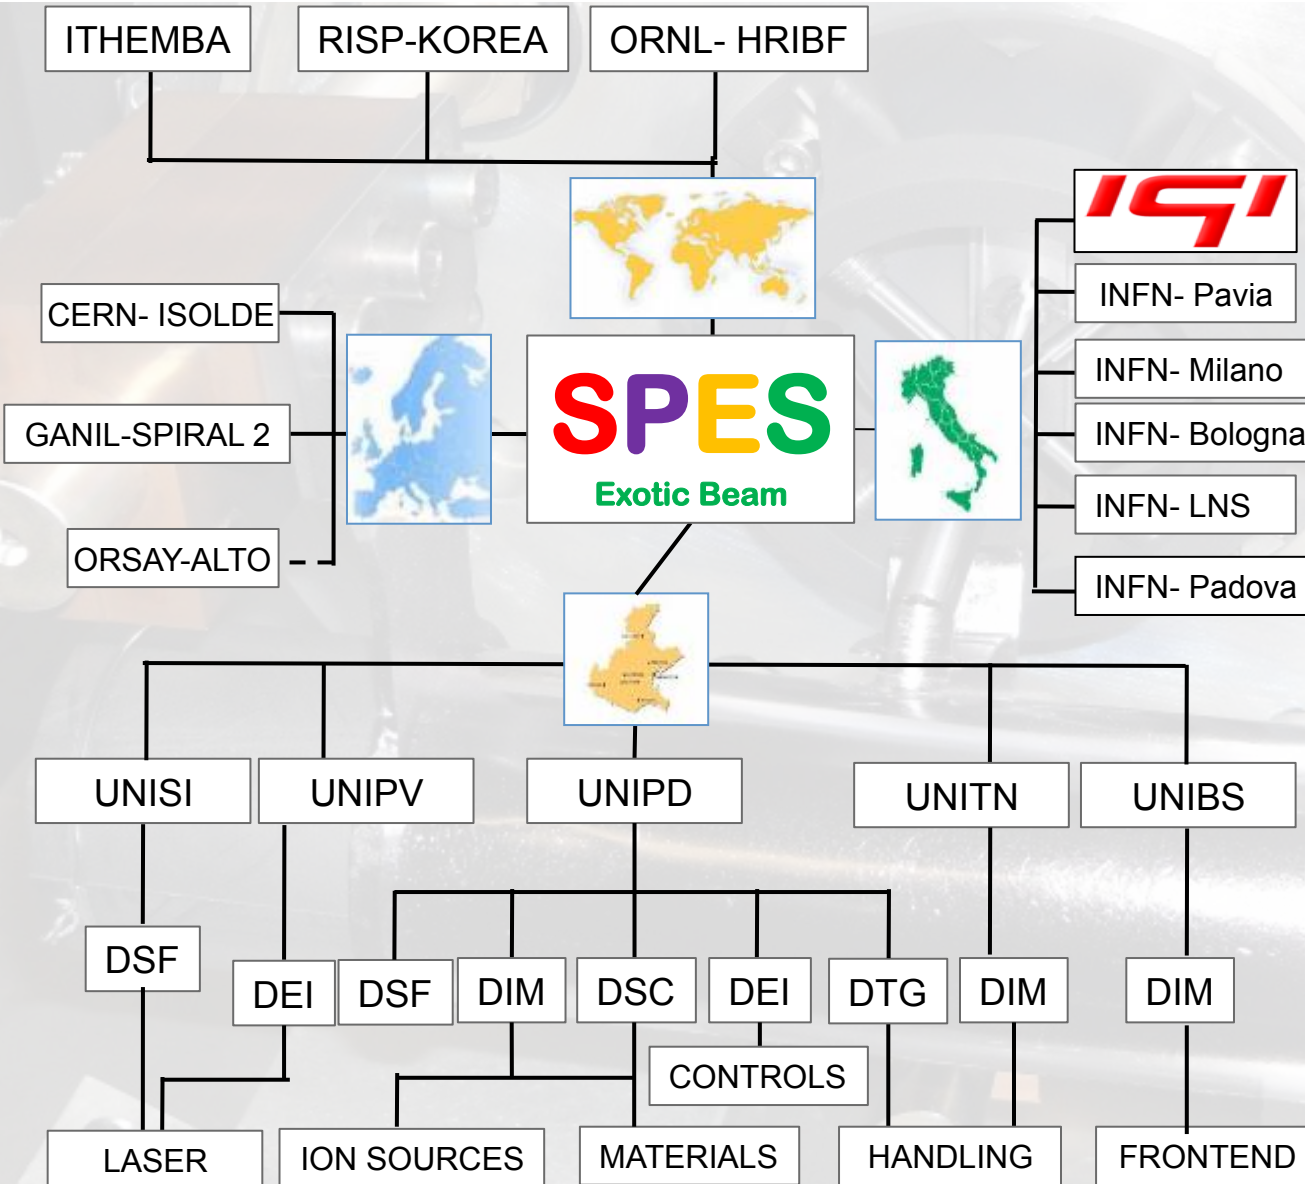 ITHEMBA
RISP-KOREA
ORNL- HRIBF
IGI
CERN- ISOLDE
GANIL-SPIRAL 2
ORSAY-ALTO
SPES
Exotic Beam
INFN- Pavia
INFN- Milano
INFN- Bologna
INFN- LNS
INFN- Padova
UNISI
UNIPV
UNIPD
UNITN
UNIBS
DSF
DEI
DSF
DIM
DSC
DEI
DTG
DIM
DIM
CONTROLS
LASER
ION SOURCES
MATERIALS
HANDLING
FRONTEND